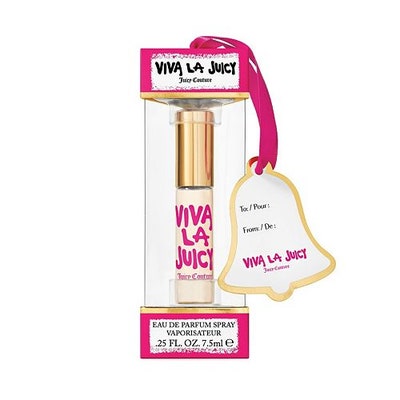 VIVA LA JUICY
Juicy Couture
VIVA
LA
JUICY
Juicy Couture
EAU DE PARFUM SPRAY
VAPORISATEUR
.25 FL. OZ. 7.5ml ℮
To / Pour :
From / De :
VIVA LA JUICY
Juicy Couture